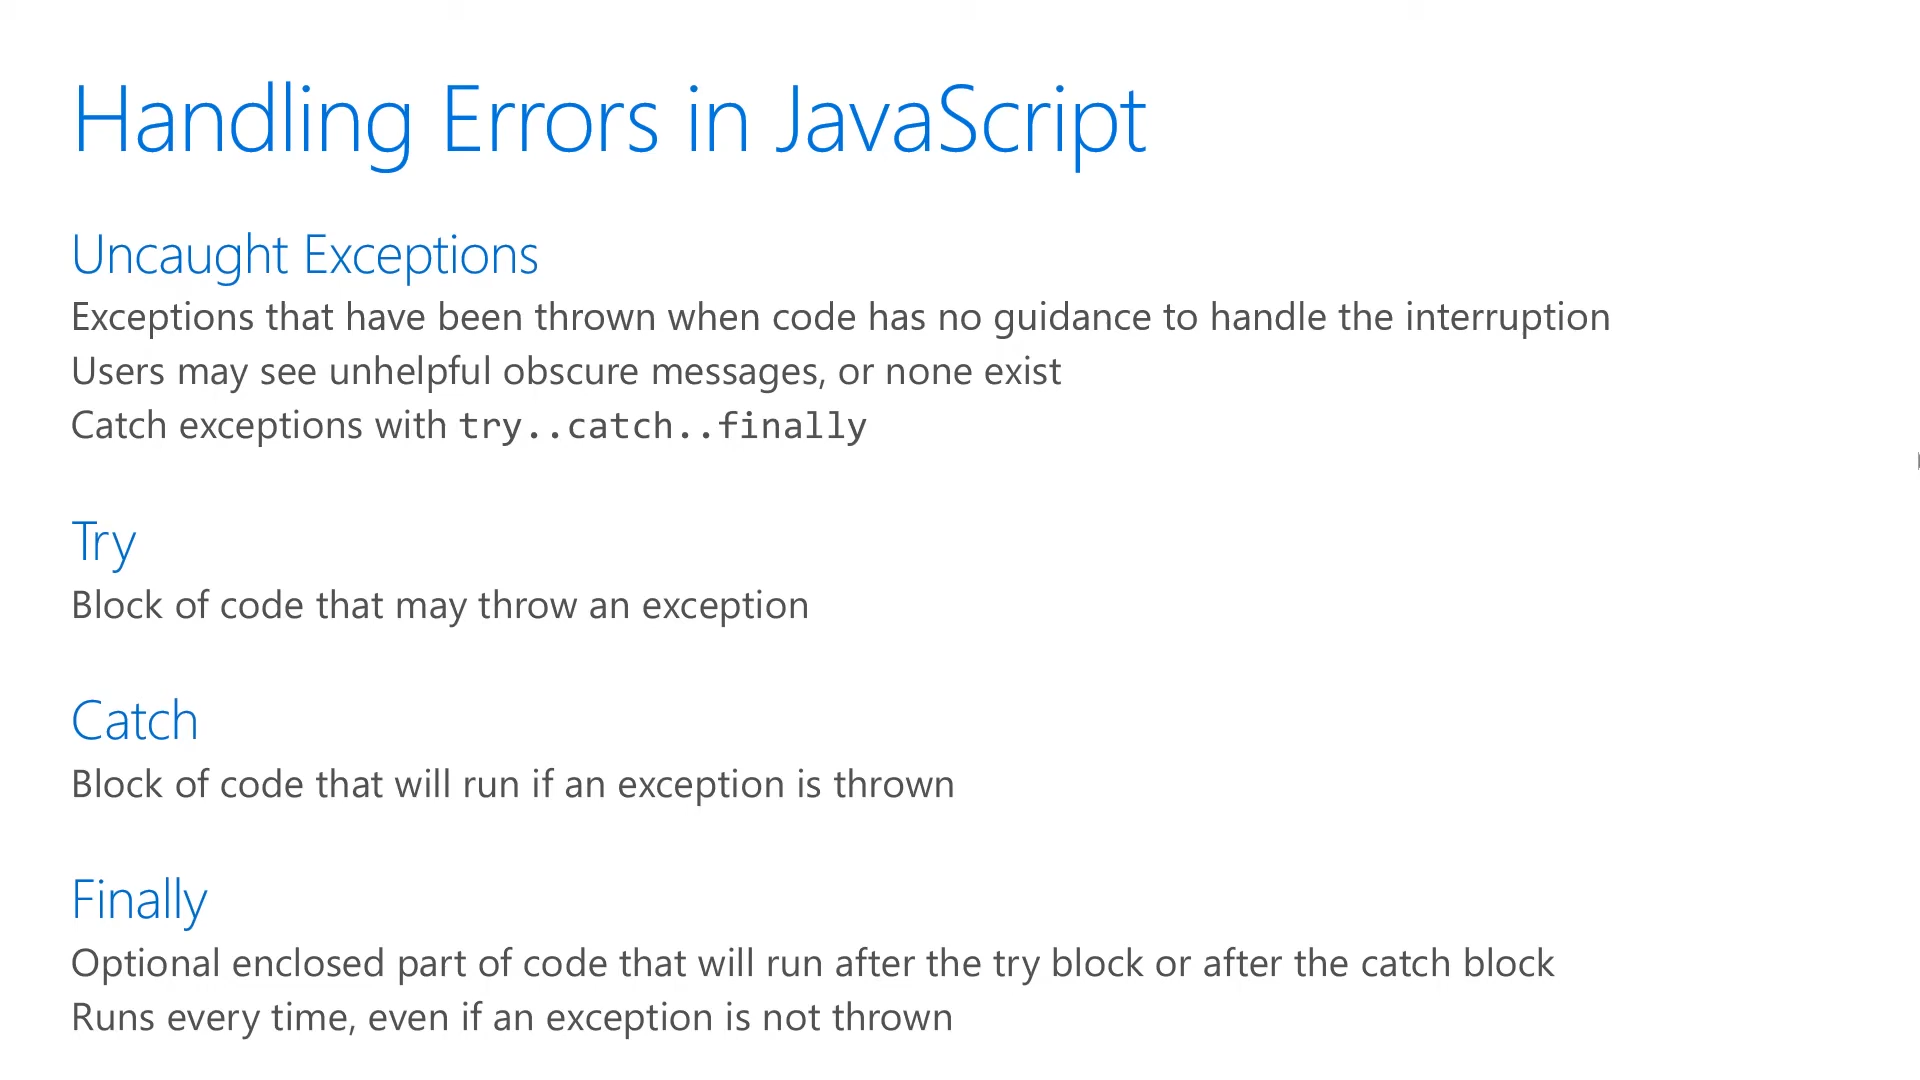 Handling Errors in JavaScript
Uncaught Exceptions
Exceptions that have been thrown when code has no guidance to handle the interruption
Users may see unhelpful obscure messages, or none exist
Catch exceptions with try..catch..finally
Try
Block of code that may throw an exception
Catch
Block of code that will run if an exception is thrown
Finally
Optional enclosed part of code that will run after the try block or after the catch block
Runs every time, even if an exception is not thrown